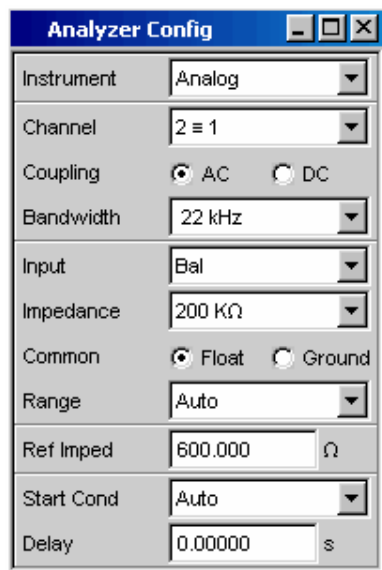 Analyzer Config
Instrument Analog
Channel 2 ≡ 1
Coupling AC DC
Bandwidth 22 kHz
Input Bal
Impedance 200 KΩ
Common Float Ground
Range Auto
Ref Imped 600.000 Ω
Start Cond Auto
Delay 0.00000 s